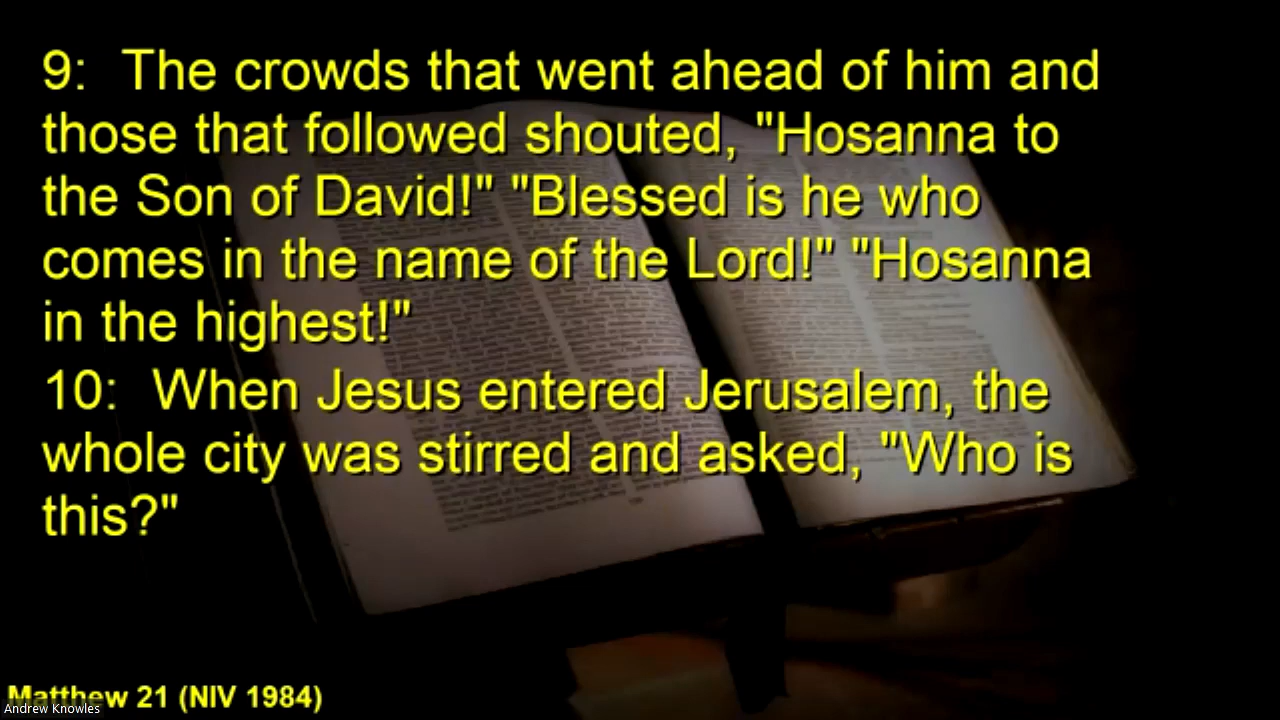 9:  The crowds that went ahead of him and
those that followed shouted, "Hosanna to
the Son of David!" "Blessed is he who
comes in the name of the Lord!" "Hosanna
in the highest!"
10:  When Jesus entered Jerusalem, the
whole city was stirred and asked, "Who is
this?"
Matthew 21 (NIV 1984)
Andrew Knowles